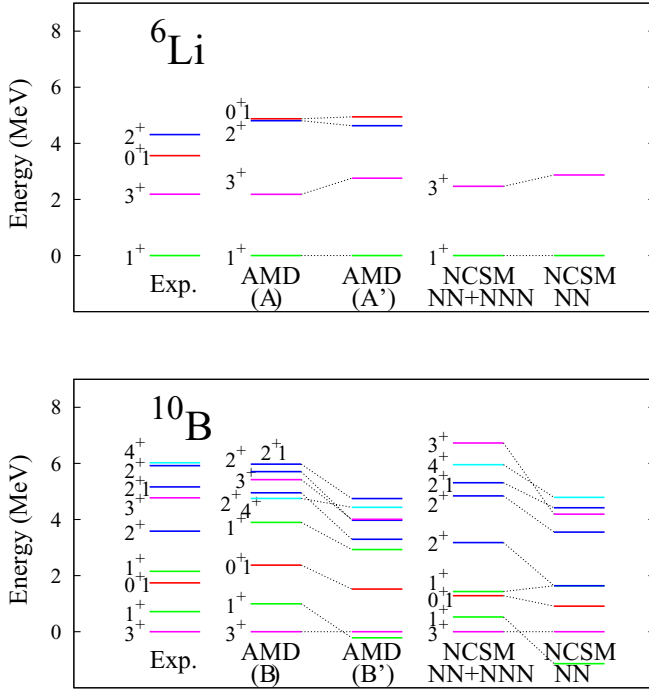 ⁶Li
8
6
4
2
0
Energy (MeV)
2⁺
0⁺1
3⁺
1⁺
Exp.
0⁺1
2⁺
3⁺
1⁺
AMD
(A)
AMD
(A')
3⁺
1⁺
NCSM
NN+NNN
NCSM
NN
¹⁰B
8
6
4
2
0
Energy (MeV)
4⁺
2⁺
2⁺1
3⁺
2⁺
1⁺
0⁺1
1⁺
3⁺
Exp.
2⁺
2⁺1
3⁺
2⁺
4⁺
1⁺
0⁺1
1⁺
3⁺
AMD
(B)
AMD
(B')
3⁺
4⁺
2⁺1
2⁺
2⁺
1⁺
0⁺1
1⁺
3⁺
NCSM
NN+NNN
NCSM
NN